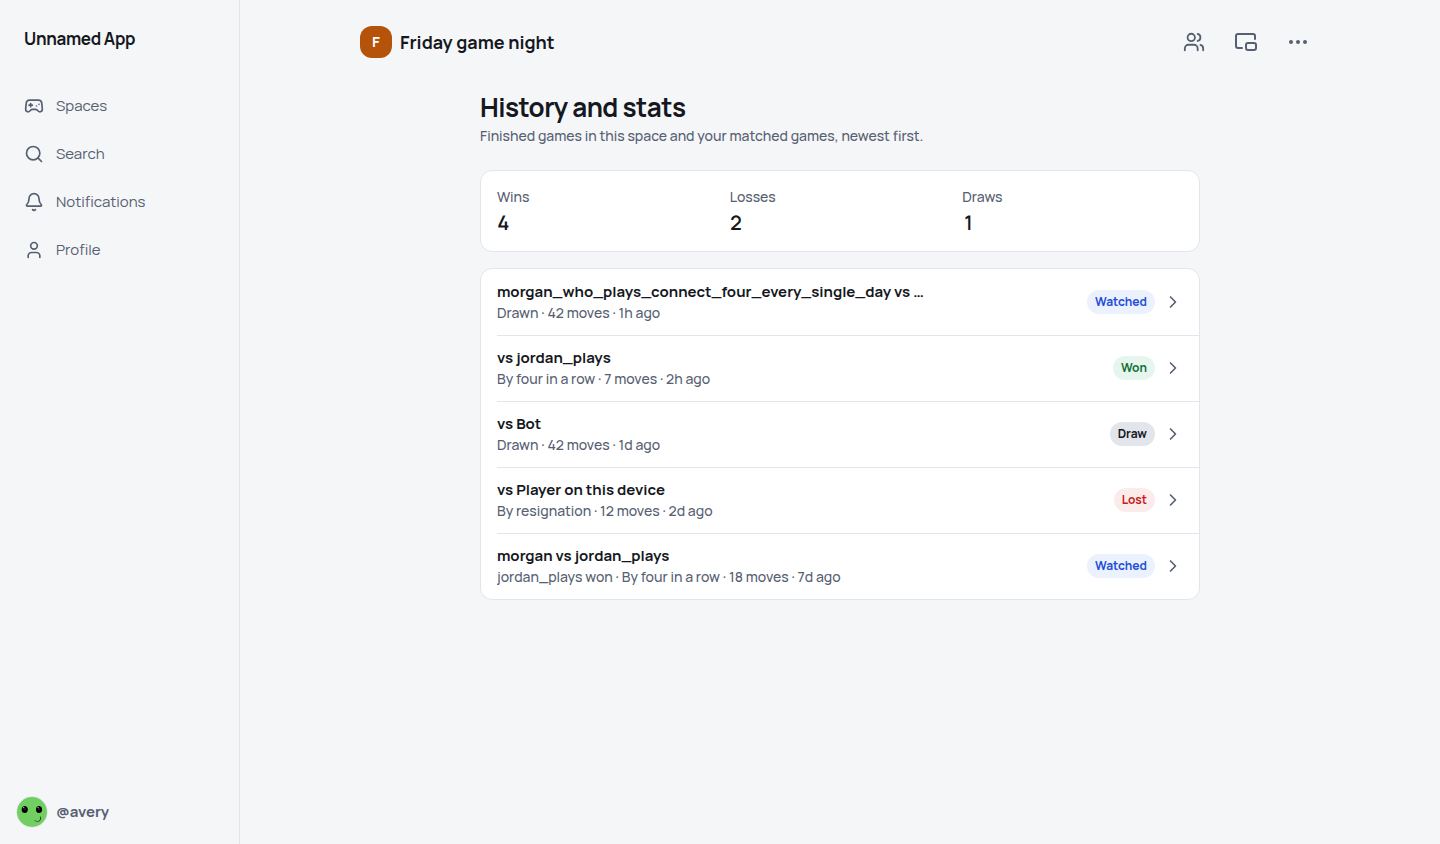 Unnamed App
Spaces
Search
Notifications
Profile
@avery
F Friday game night
History and stats
Finished games in this space and your matched games, newest first.
Wins Losses Draws
4 2 1
morgan_who_plays_connect_four_every_single_day vs ...
Drawn · 42 moves · 1h ago
Watched
vs jordan_plays
By four in a row · 7 moves · 2h ago
Won
vs Bot
Drawn · 42 moves · 1d ago
Draw
vs Player on this device
By resignation · 12 moves · 2d ago
Lost
morgan vs jordan_plays
jordan_plays won · By four in a row · 18 moves · 7d ago
Watched